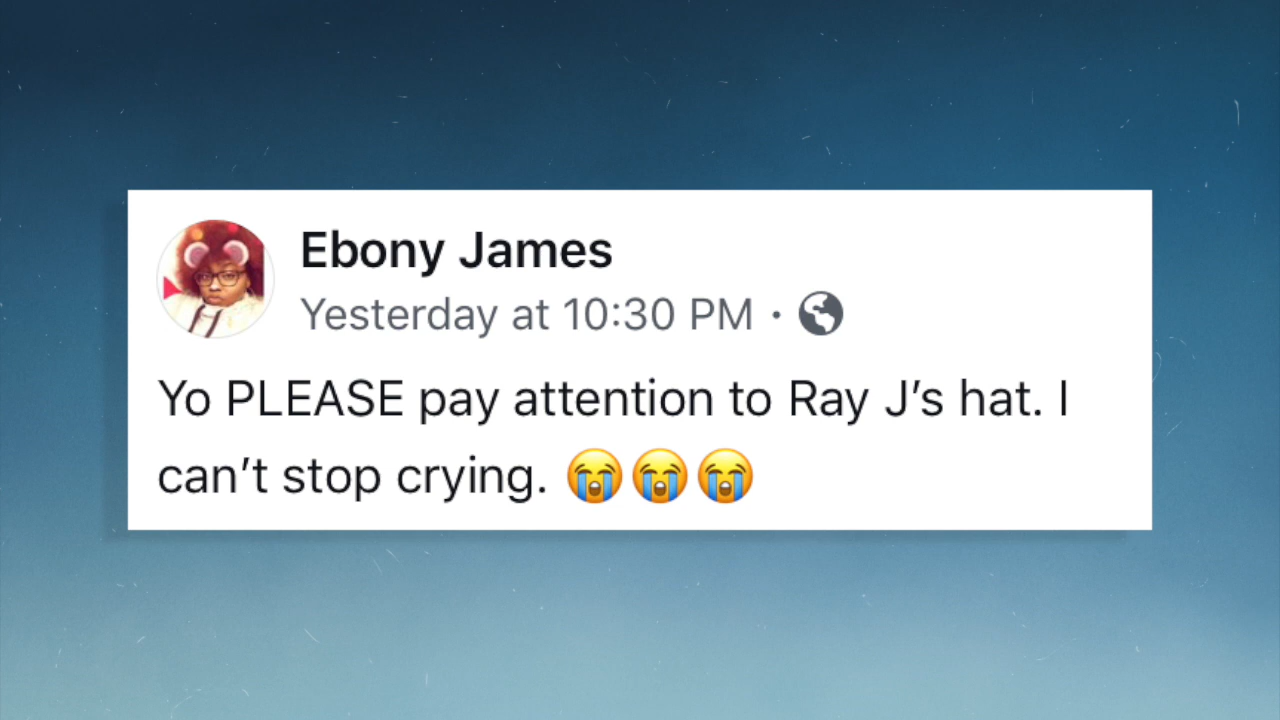 Ebony James
Yesterday at 10:30 PM ·
Yo PLEASE pay attention to Ray J’s hat. I
can’t stop crying. 😭😭😭